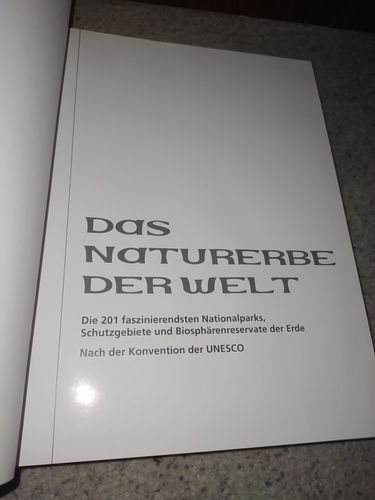 Das
Naturerbe
der Welt
Die 201 faszinierendsten Nationalparks,
Schutzgebiete und Biosphärenreservate der Erde
Nach der Konvention der UNESCO